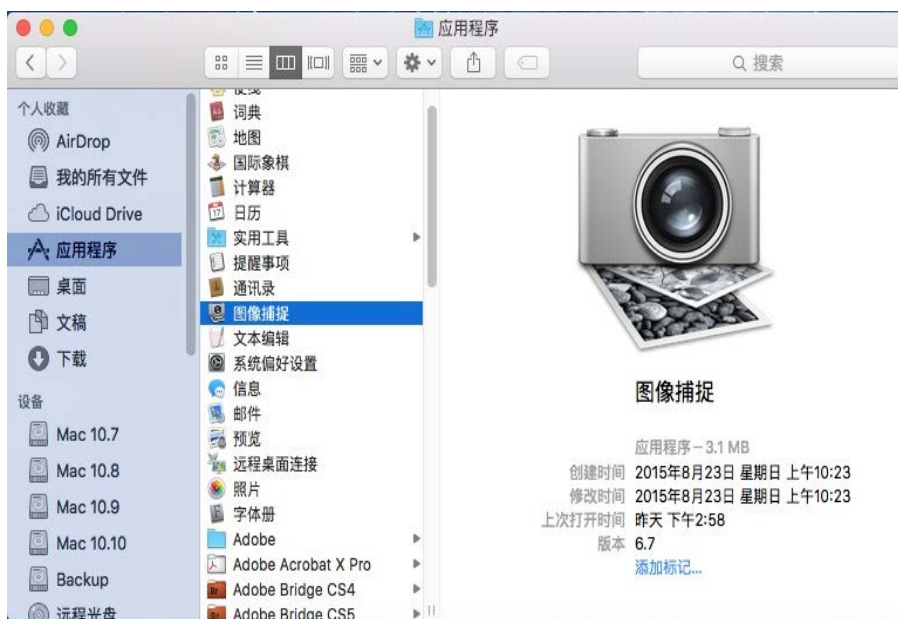 应用程序
搜索
个人收藏
AirDrop
我的所有文件
iCloud Drive
应用程序
桌面
文稿
下载
设备
Mac 10.7
Mac 10.8
Mac 10.9
Mac 10.10
Backup
远程光盘
便笺
词典
地图
国际象棋
计算器
日历
实用工具
提醒事项
通讯录
图像捕捉
文本编辑
系统偏好设置
信息
邮件
预览
远程桌面连接
照片
字体册
Adobe
Adobe Acrobat X Pro
Adobe Bridge CS4
Adobe Bridge CS5
图像捕捉
应用程序 – 3.1 MB
创建时间 2015年8月23日 星期日 上午10:23
修改时间 2015年8月23日 星期日 上午10:23
上次打开时间 昨天 下午2:58
版本 6.7
添加标记...